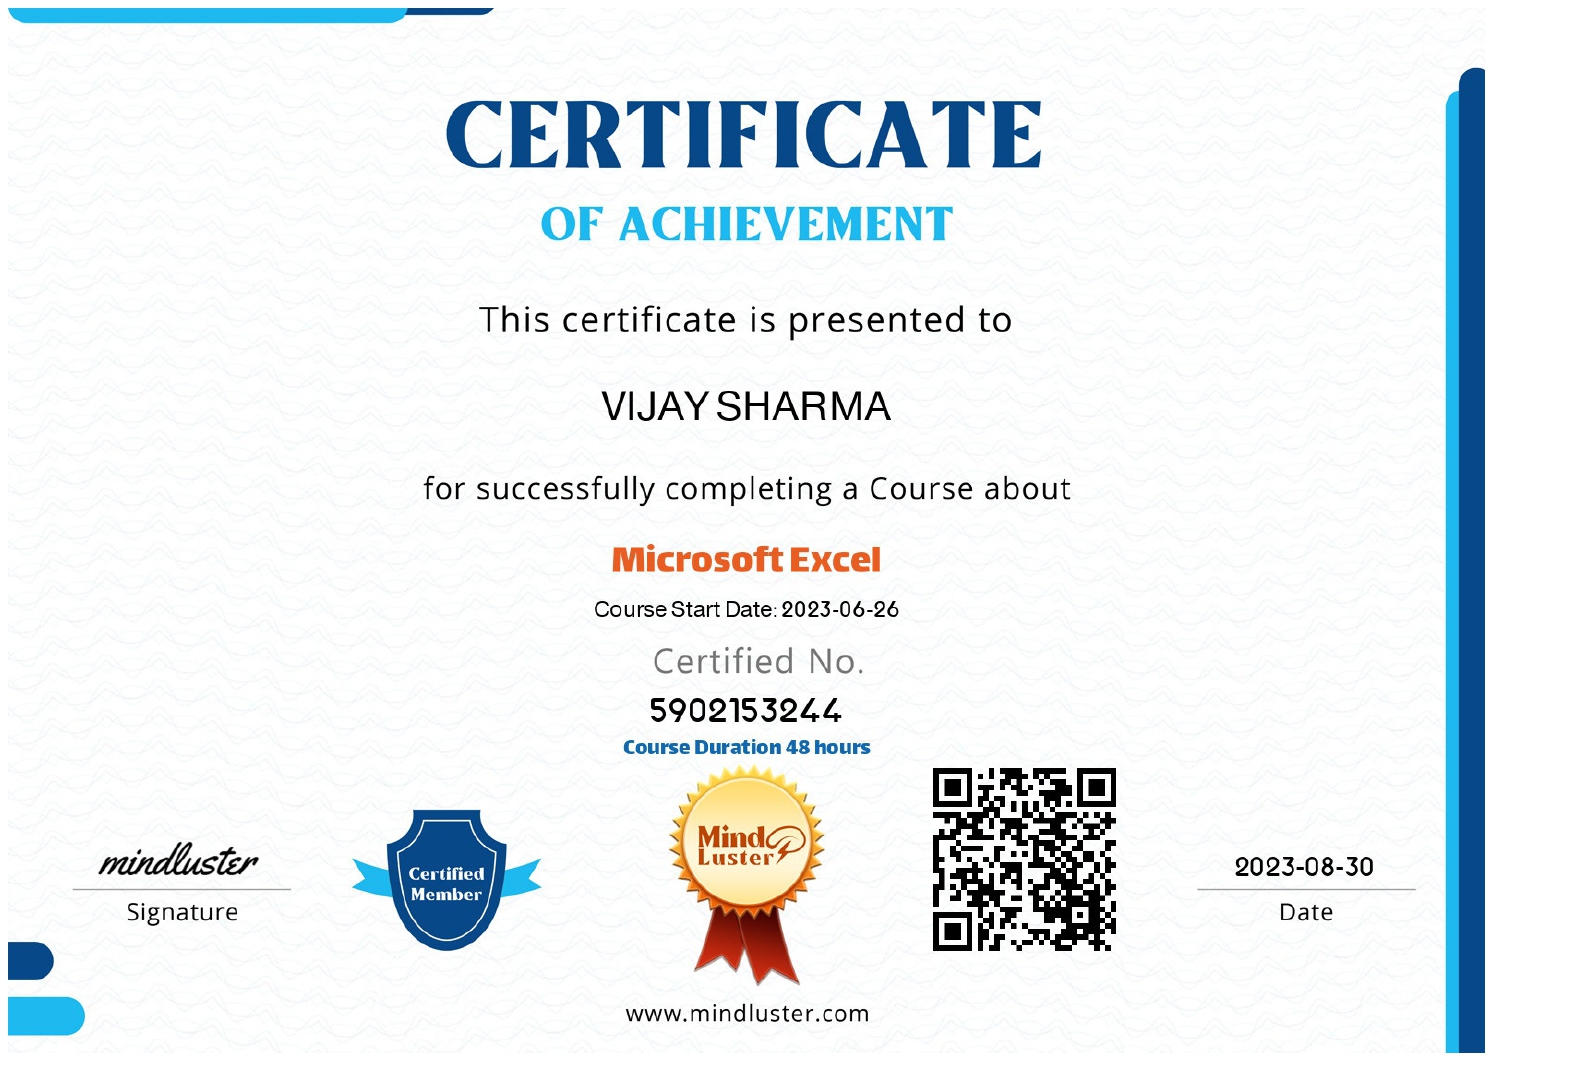 CERTIFICATE
OF ACHIEVEMENT
This certificate is presented to
VIJAY SHARMA
for successfully completing a Course about
Microsoft Excel
Course Start Date: 2023-06-26
Certified No.
5902153244
Course Duration 48 hours
mindluster
Signature
Certified
Member
Mind
Luster
2023-08-30
Date
www.mindluster.com